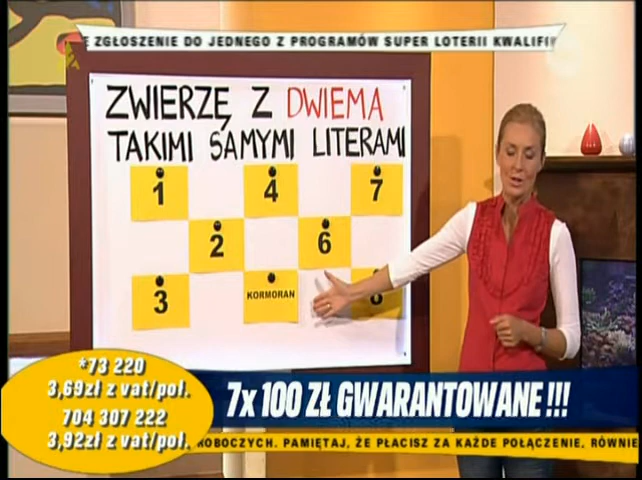 Ę ZGŁOSZENIE DO JEDNEGO Z PROGRAMÓW SUPER LOTERII KWALIFI
ZWIERZĘ Z DWIEMA
TAKIMI SAMYMI LITERAMI
1 4 7
2 6
3 KORMORAN 8
*73 220
3,69zł z vat/poł.
704 307 222
3,92zł z vat/poł.
7x 100 ZŁ GWARANTOWANE !!!
ROBOCZYCH. PAMIĘTAJ, ŻE PŁACISZ ZA KAŻDE POŁĄCZENIE, RÓWNIE